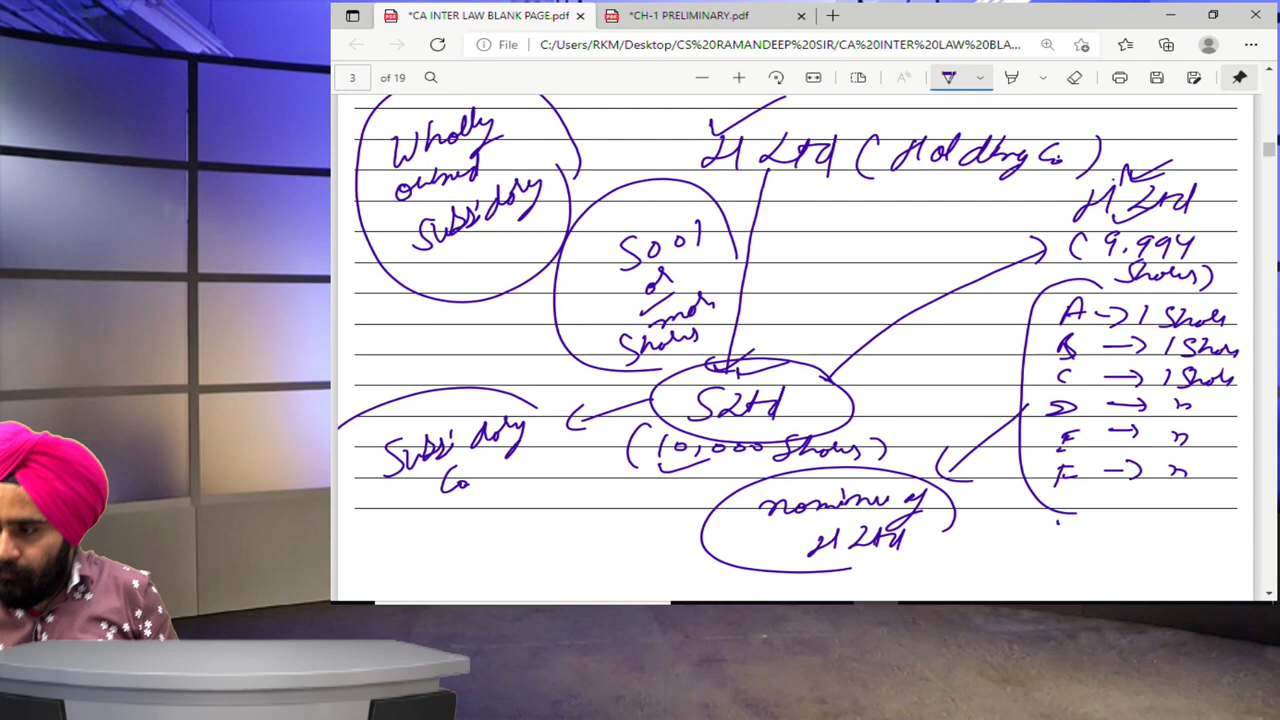 *CA INTER LAW BLANK PAGE.pdf
*CH-1 PRELIMINARY.pdf
File
C:/Users/RKM/Desktop/CS%20RAMANDEEP%20SIR/CA%20INTER%20LAW%20BLA...
3 of 19
Wholly
owned
Subsidory
H Ltd (Holding Co)
H Ltd
(9,994
Shares)
5001
or
more
Shares
A → 1 Share
B → 1 Share
C → 1 Share
D → n
E → n
F → n
S Ltd
(10,000 Shares)
Subsidory
Co
nominee of
H Ltd